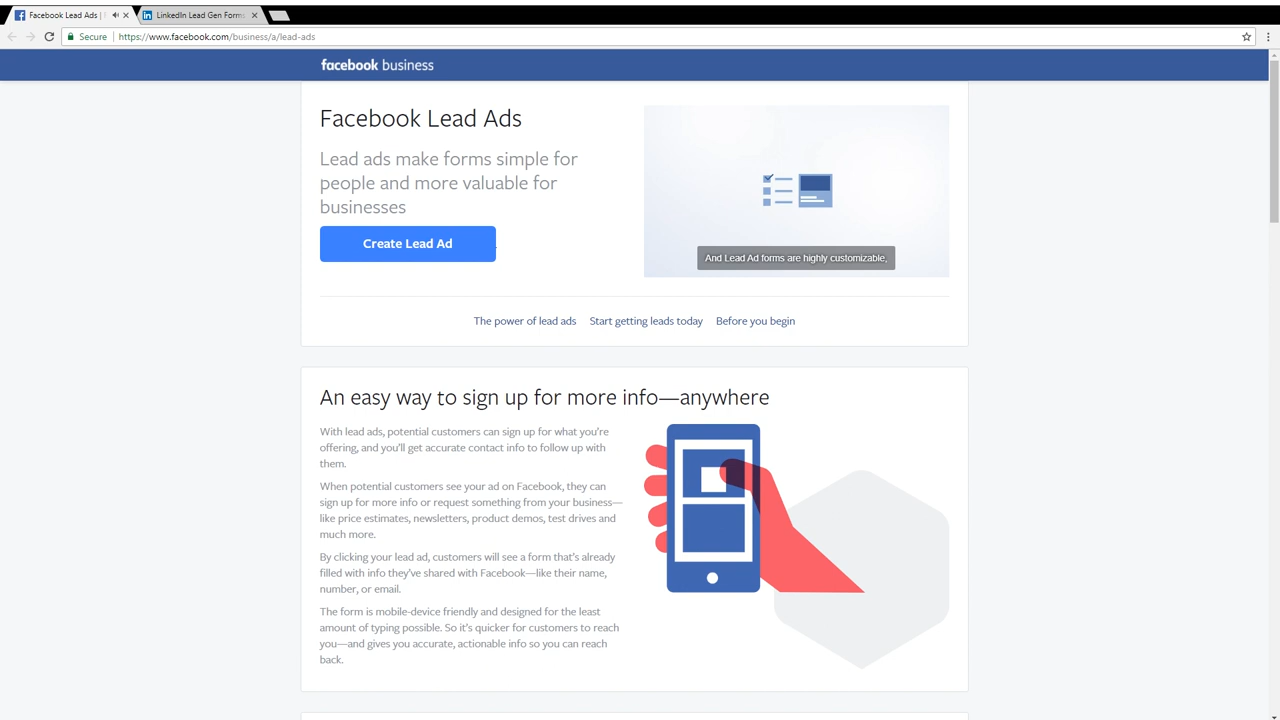 Facebook Lead Ads |
LinkedIn Lead Gen Forms
Secure
https://www.facebook.com/business/a/lead-ads
facebook business
Facebook Lead Ads
Lead ads make forms simple for
people and more valuable for
businesses
Create Lead Ad
And Lead Ad forms are highly customizable,
The power of lead ads
Start getting leads today
Before you begin
An easy way to sign up for more info—anywhere
With lead ads, potential customers can sign up for what you're
offering, and you'll get accurate contact info to follow up with
them.
When potential customers see your ad on Facebook, they can
sign up for more info or request something from your business—
like price estimates, newsletters, product demos, test drives and
much more.
By clicking your lead ad, customers will see a form that's already
filled with info they've shared with Facebook—like their name,
number, or email.
The form is mobile-device friendly and designed for the least
amount of typing possible. So it's quicker for customers to reach
you—and gives you accurate, actionable info so you can reach
back.